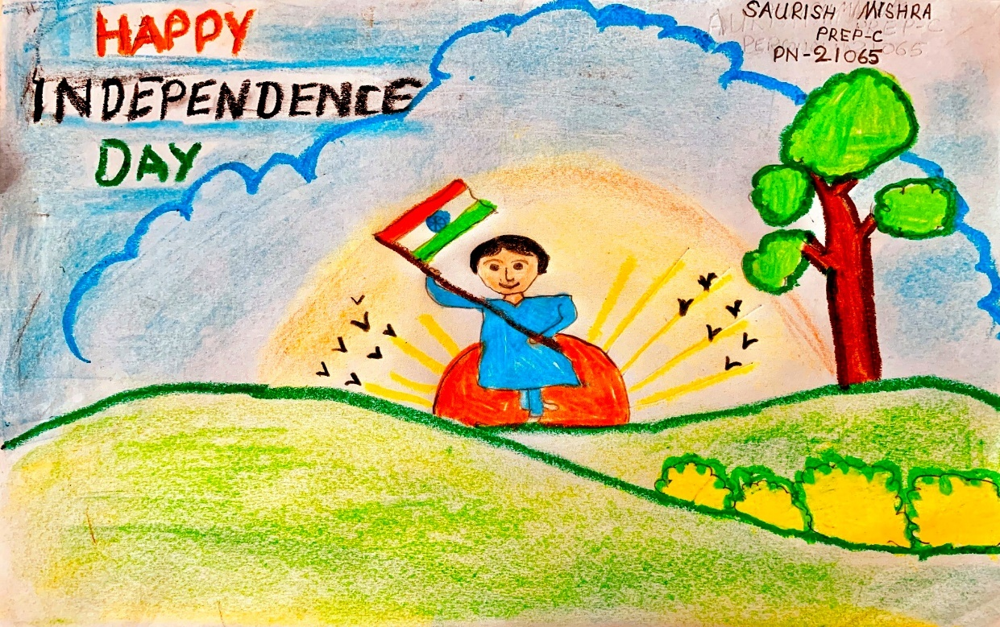 HAPPY
INDEPENDENCE
DAY
SAURISH MISHRA
PREP-C
PN-21065